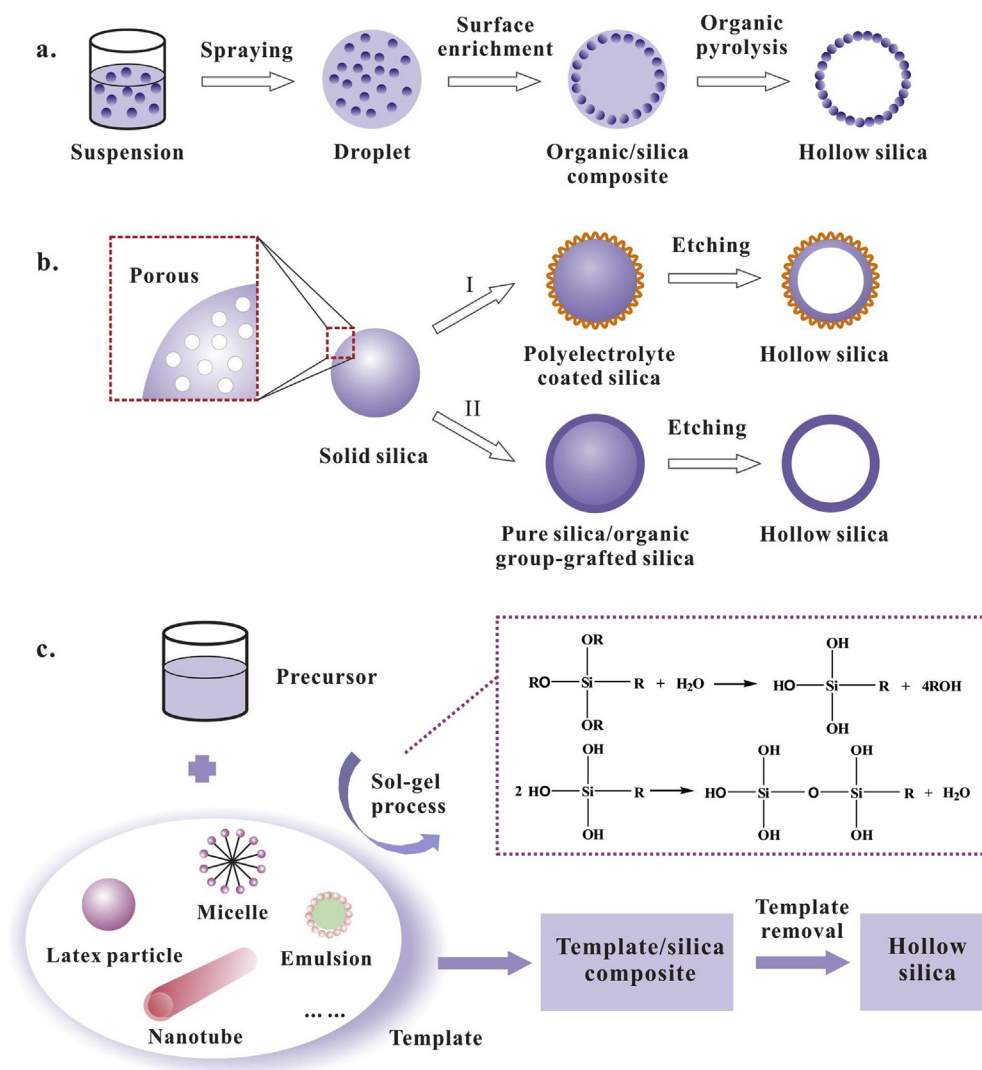 a.
Spraying
Surface
enrichment
Organic
pyrolysis
Suspension
Droplet
Organic/silica
composite
Hollow silica
b.
Porous
I
II
Solid silica
Etching
Polyelectrolyte
coated silica
Hollow silica
Etching
Pure silica/organic
group-grafted silica
Hollow silica
c.
Precursor
Sol-gel
process
OR
RO Si R + H₂O OH HO Si R + 4ROH
OR OH
OH OH OH
2 HO Si R HO Si O Si R + H₂O
OH OH OH
Micelle
Latex particle
Emulsion
Nanotube
... ...
Template
Template/silica
composite
Template
removal
Hollow
silica